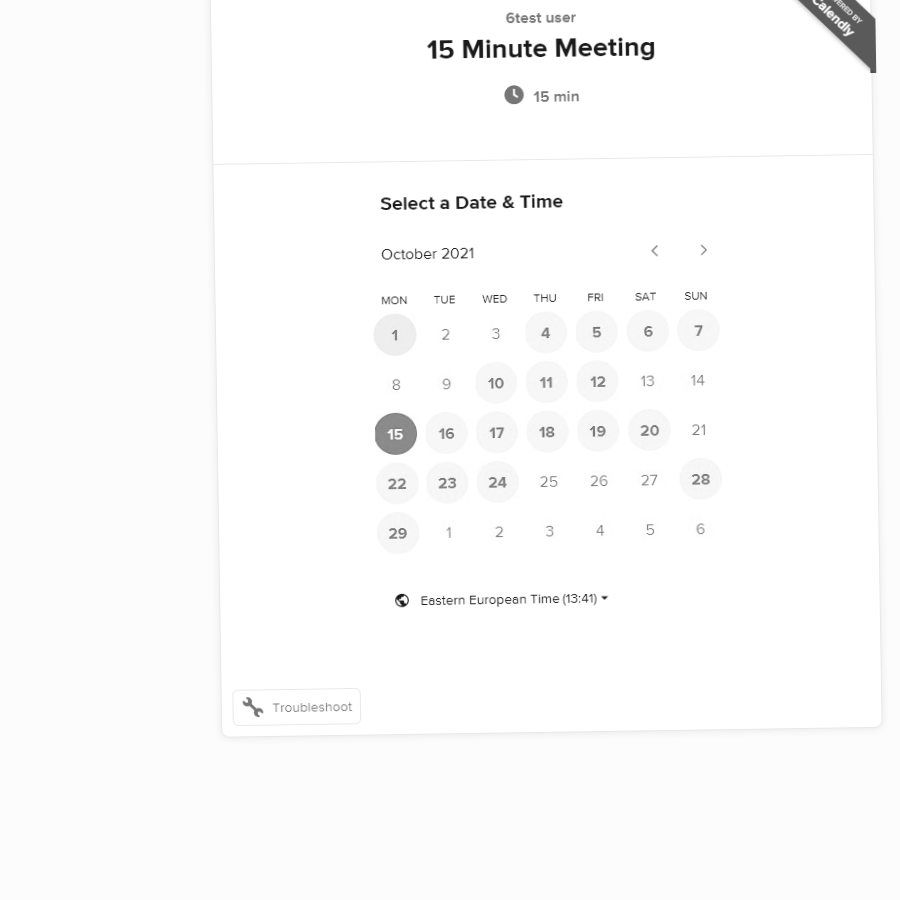 6test user
Calendly
15 Minute Meeting
15 min
Select a Date & Time
October 2021
MON TUE WED THU FRI SAT SUN
1 2 3 4 5 6 7
8 9 10 11 12 13 14
15 16 17 18 19 20 21
22 23 24 25 26 27 28
29 1 2 3 4 5 6
Eastern European Time (13:41)
Troubleshoot